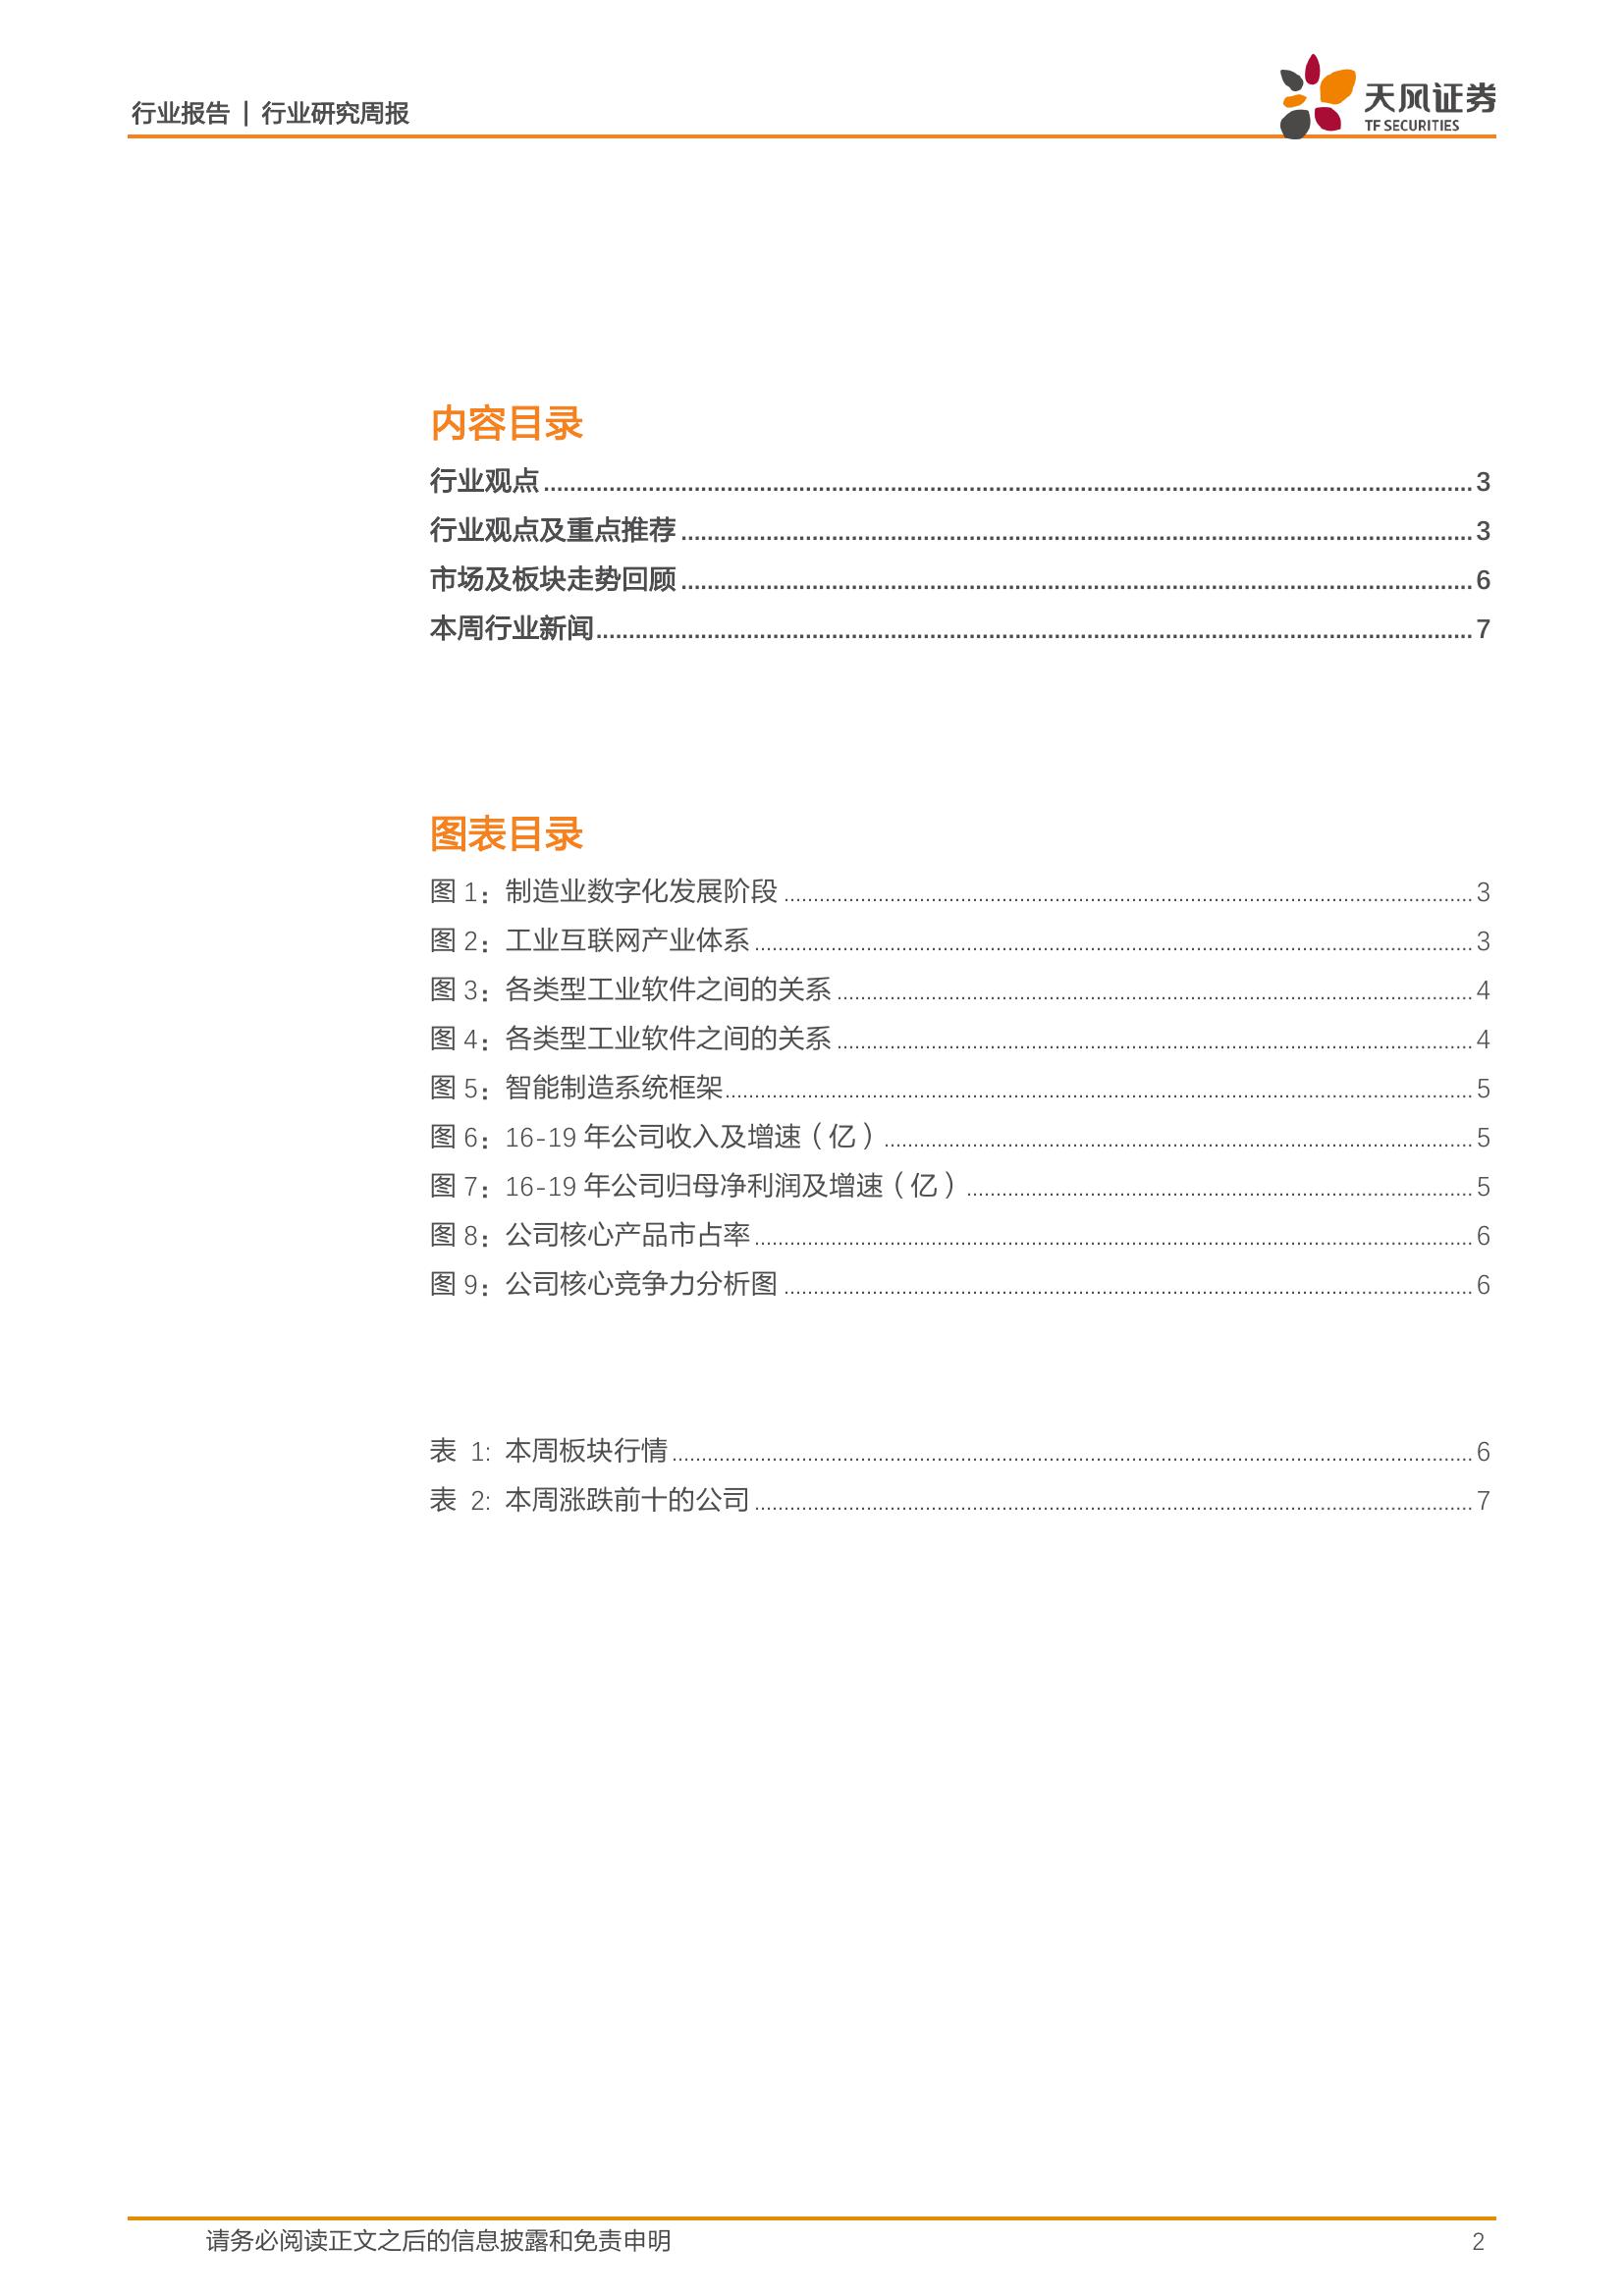 行业报告 | 行业研究周报
天风证券
TF SECURITIES
内容目录
行业观点 ........ 3
行业观点及重点推荐 ........ 3
市场及板块走势回顾 ........ 6
本周行业新闻 ........ 7
图表目录
图 1：制造业数字化发展阶段 ........ 3
图 2：工业互联网产业体系 ........ 3
图 3：各类型工业软件之间的关系 ........ 4
图 4：各类型工业软件之间的关系 ........ 4
图 5：智能制造系统框架 ........ 5
图 6：16-19 年公司收入及增速（亿） ........ 5
图 7：16-19 年公司归母净利润及增速（亿） ........ 5
图 8：公司核心产品市占率 ........ 6
图 9：公司核心竞争力分析图 ........ 6
表 1: 本周板块行情 ........ 6
表 2: 本周涨跌前十的公司 ........ 7
请务必阅读正文之后的信息披露和免责申明 2